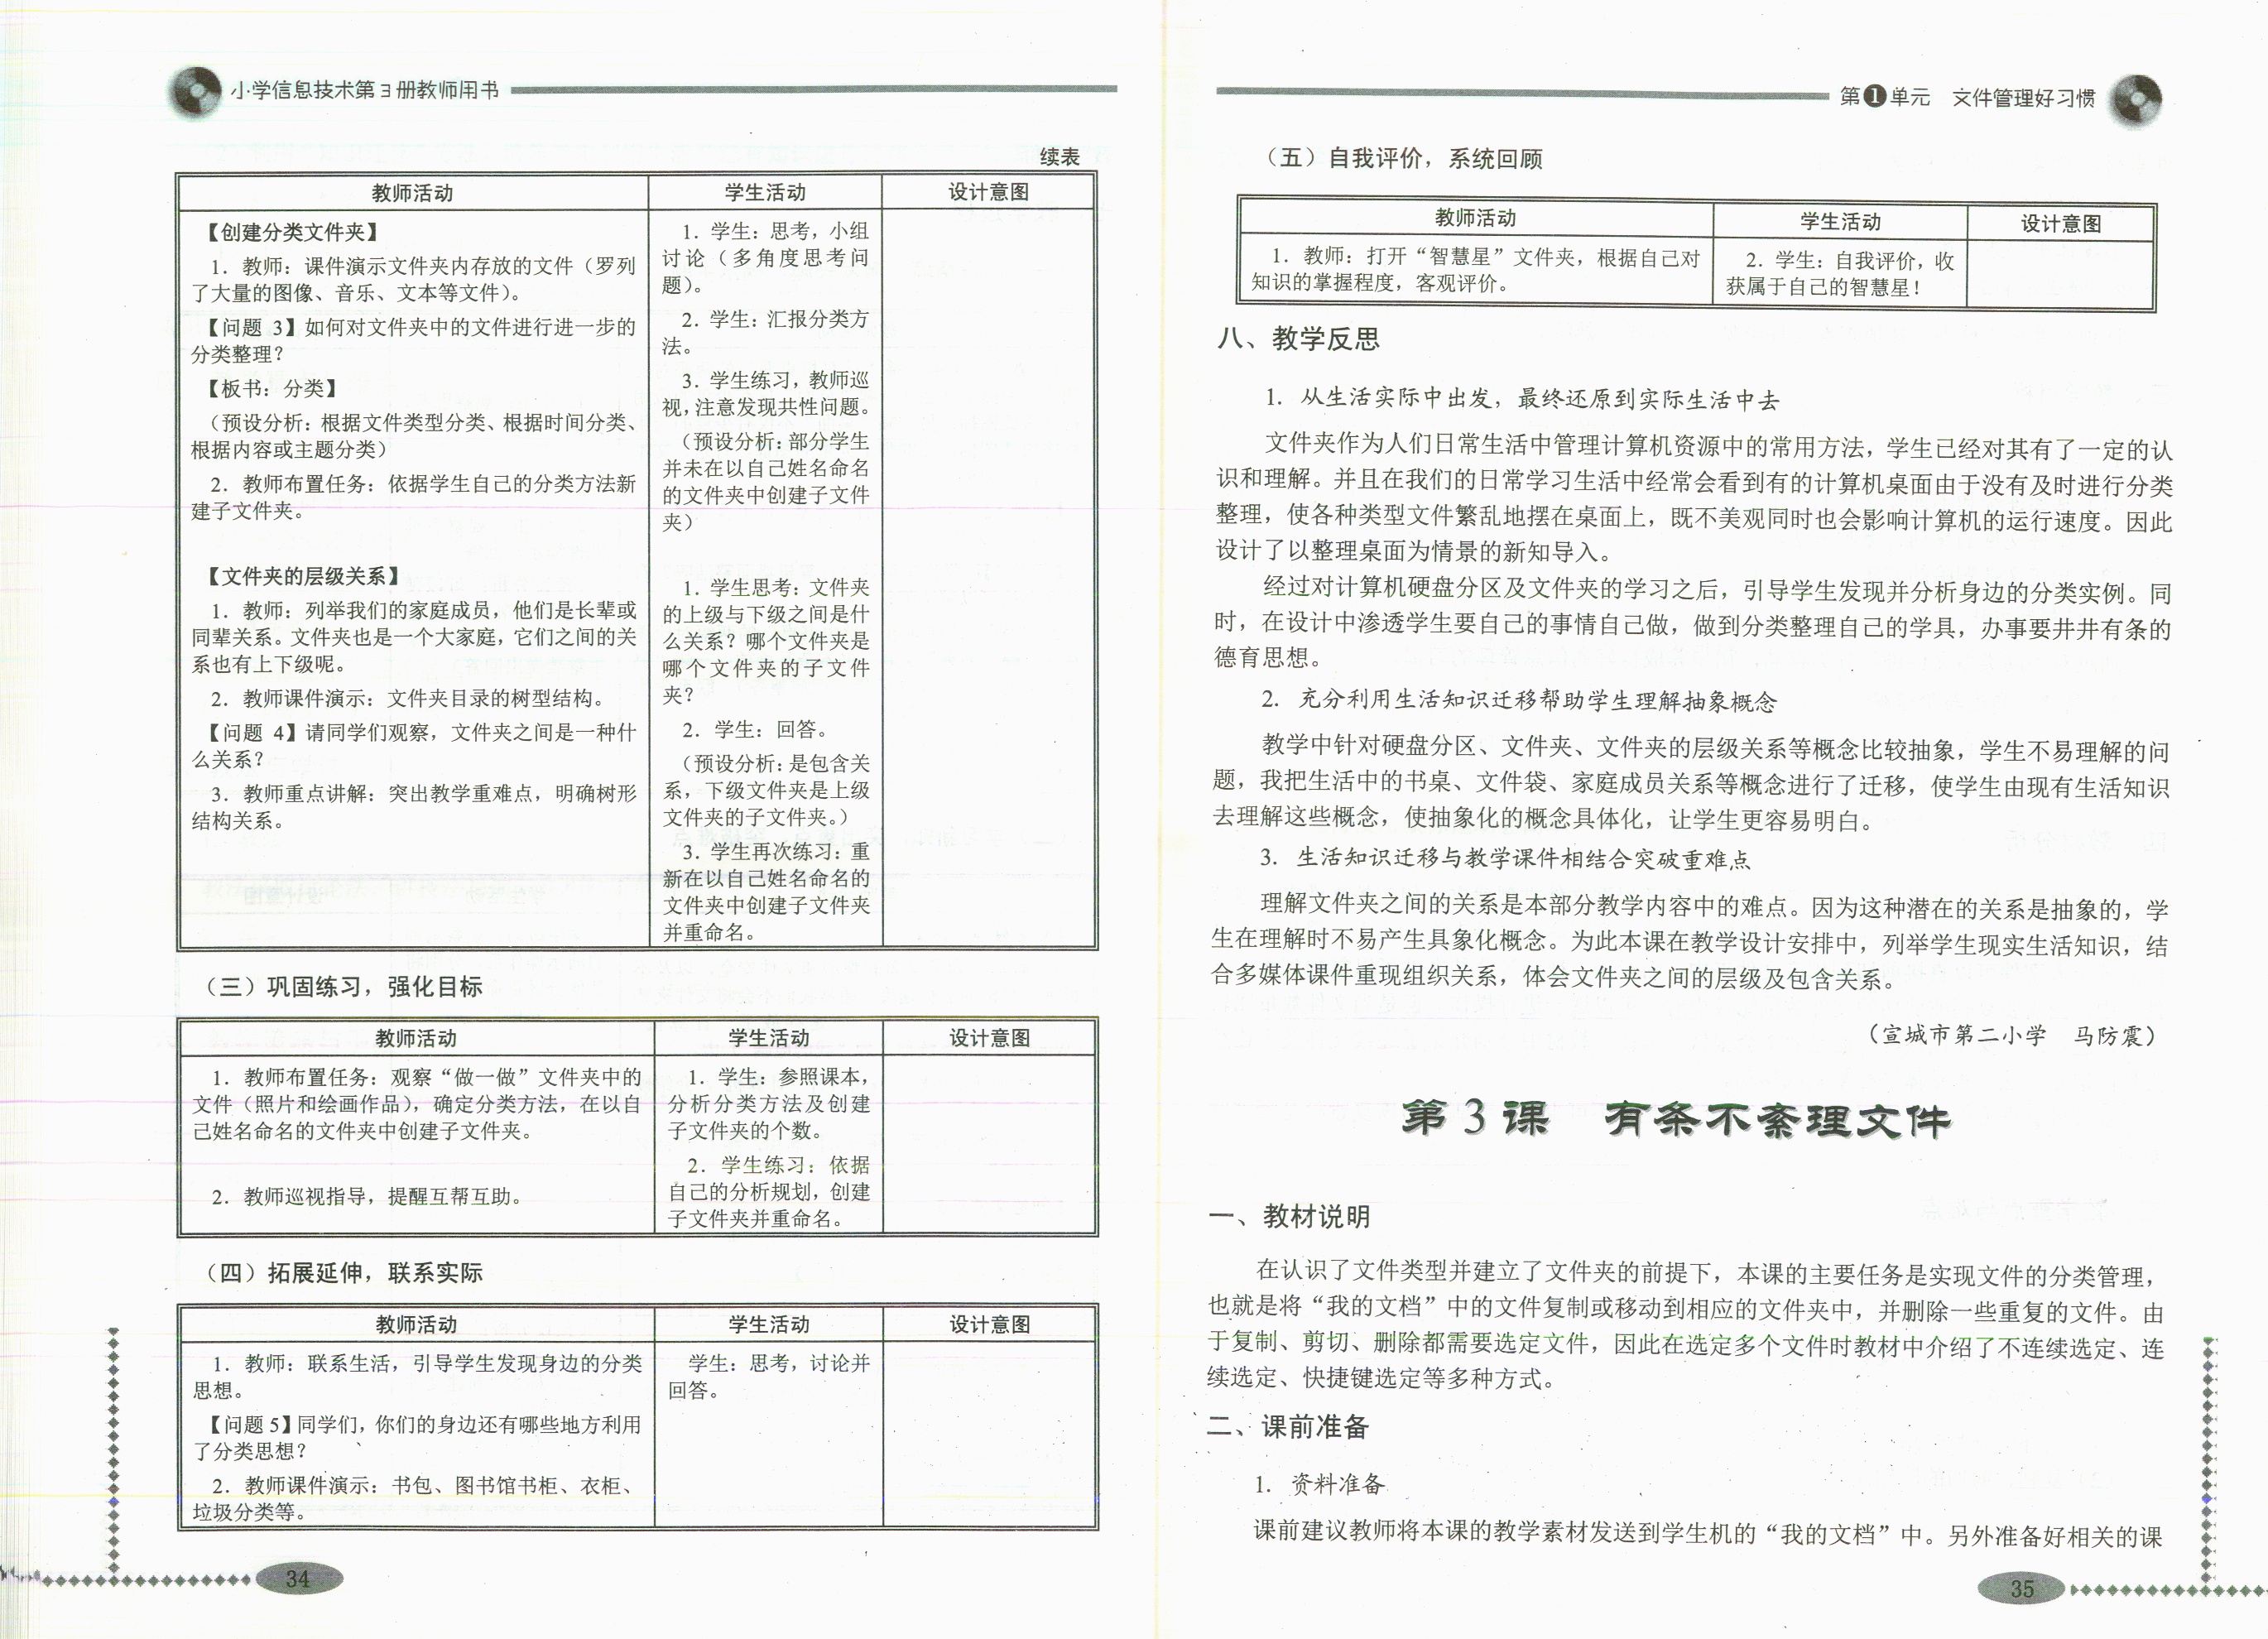 小学信息技术第3册教师用书
续表
教师活动
学生活动
设计意图
【创建分类文件夹】
1. 教师：课件演示文件夹内存放的文件（罗列
了大量的图像、音乐、文本等文件）。
【问题 3】如何对文件夹中的文件进行进一步的
分类整理？
【板书：分类】
（预设分析：根据文件类型分类、根据时间分类、
根据内容或主题分类）
2. 教师布置任务：依据学生自己的分类方法新
建子文件夹。
1. 学生：思考，小组
讨论（多角度思考问
题）。
2. 学生：汇报分类方
法。
3. 学生练习，教师巡
视，注意发现共性问题。
（预设分析：部分学生
并未在以自己姓名命名
的文件夹中创建子文件
夹）
【文件夹的层级关系】
1. 教师：列举我们的家庭成员，他们是长辈或
同辈关系。文件夹也是一个大家庭，它们之间的关
系也有上下级呢。
2. 教师课件演示：文件夹目录的树型结构。
【问题 4】请同学们观察，文件夹之间是一种什
么关系？
3. 教师重点讲解：突出教学重难点，明确树形
结构关系。
1. 学生思考：文件夹
的上级与下级之间是什
么关系？哪个文件夹是
哪个文件夹的子文件
夹？
2. 学生：回答。
（预设分析：是包含关
系，下级文件夹是上级
文件夹的子文件夹。）
3. 学生再次练习：重
新在以自己姓名命名的
文件夹中创建子文件夹
并重命名。
（三）巩固练习，强化目标
教师活动
学生活动
设计意图
1. 教师布置任务：观察“做一做”文件夹中的
文件（照片和绘画作品），确定分类方法，在以自
己姓名命名的文件夹中创建子文件夹。
2. 教师巡视指导，提醒互帮互助。
1. 学生：参照课本，
分析分类方法及创建
子文件夹的个数。
2. 学生练习：依据
自己的分析规划，创建
子文件夹并重命名。
（四）拓展延伸，联系实际
教师活动
学生活动
设计意图
1. 教师：联系生活，引导学生发现身边的分类
思想。
【问题 5】同学们，你们的身边还有哪些地方利用
了分类思想？
2. 教师课件演示：书包、图书馆书柜、衣柜、
垃圾分类等。
学生：思考，讨论并
回答。
34
第1单元 文件管理好习惯
（五）自我评价，系统回顾
教师活动
学生活动
设计意图
1. 教师：打开“智慧星”文件夹，根据自己对
知识的掌握程度，客观评价。
2. 学生：自我评价，收
获属于自己的智慧星！
八、教学反思
1. 从生活实际中出发，最终还原到实际生活中去
文件夹作为人们日常生活中管理计算机资源中的常用方法，学生已经对其有了一定的认
识和理解。并且在我们的日常学习生活中经常会看到有的计算机桌面由于没有及时进行分类
整理，使各种类型文件繁乱地摆在桌面上，既不美观同时也会影响计算机的运行速度。因此
设计了以整理桌面为情景的新知导入。
经过对计算机硬盘分区及文件夹的学习之后，引导学生发现并分析身边的分类实例。同
时，在设计中渗透学生要自己的事情自己做，做到分类整理自己的学具，办事要井井有条的
德育思想。
2. 充分利用生活知识迁移帮助学生理解抽象概念
教学中针对硬盘分区、文件夹、文件夹的层级关系等概念比较抽象，学生不易理解的问
题，我把生活中的书桌、文件袋、家庭成员关系等概念进行了迁移，使学生由现有生活知识
去理解这些概念，使抽象化的概念具体化，让学生更容易明白。
3. 生活知识迁移与教学课件相结合突破重难点
理解文件夹之间的关系是本部分教学内容中的难点。因为这种潜在的关系是抽象的，学
生在理解时不易产生具象化概念。为此本课在教学设计安排中，列举学生现实生活知识，结
合多媒体课件重现组织关系，体会文件夹之间的层级及包含关系。
（宣城市第二小学 马防震）
第 3 课 有条不紊理文件
一、教材说明
在认识了文件类型并建立了文件夹的前提下，本课的主要任务是实现文件的分类管理，
也就是将“我的文档”中的文件复制或移动到相应的文件夹中，并删除一些重复的文件。由
于复制、剪切、删除都需要选定文件，因此在选定多个文件时教材中介绍了不连续选定、连
续选定、快捷键选定等多种方式。
二、课前准备
1. 资料准备
课前建议教师将本课的教学素材发送到学生机的“我的文档”中。另外准备好相关的课
35